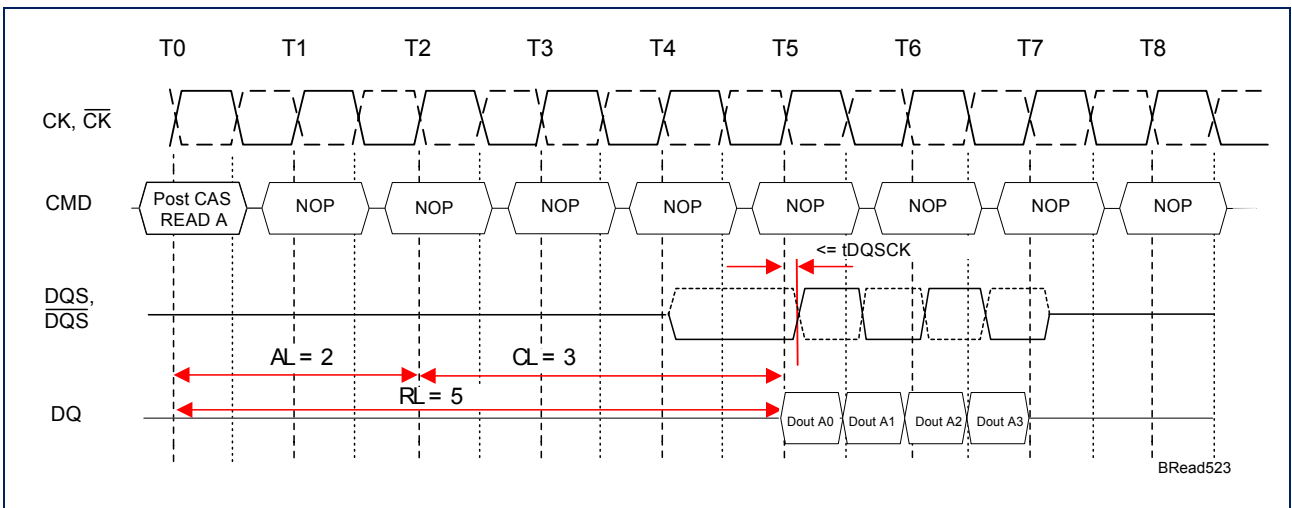 T0 T1 T2 T3 T4 T5 T6 T7 T8
CK, CK
CMD
Post CAS
READ A
NOP NOP NOP NOP NOP NOP NOP NOP
<= tDQSCK
DQS,
DQS
AL = 2 CL = 3
RL = 5
DQ
Dout A0 Dout A1 Dout A2 Dout A3
BRead523